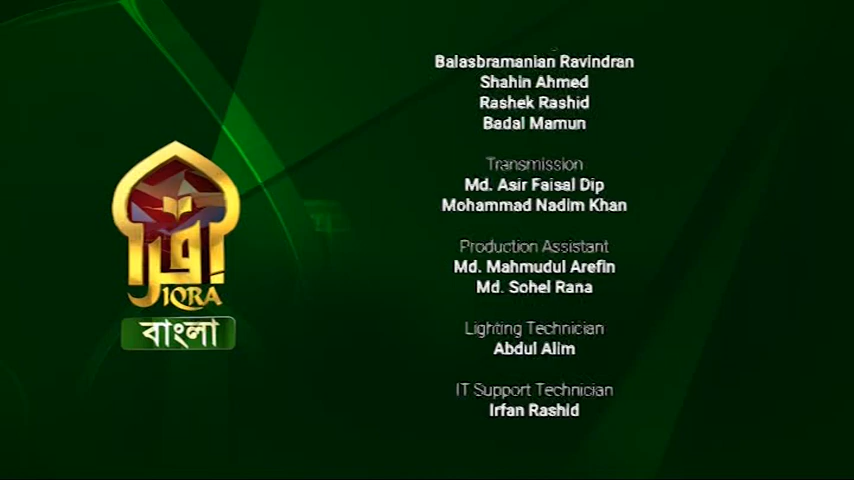 Balasbramanian Ravindran
Shahin Ahmed
Rashek Rashid
Badal Mamun
Transmission
Md. Asir Faisal Dip
Mohammad Nadim Khan
Production Assistant
Md. Mahmudul Arefin
Md. Sohel Rana
Lighting Technician
Abdul Alim
IT Support Technician
Irfan Rashid
IQRA
বাংলা